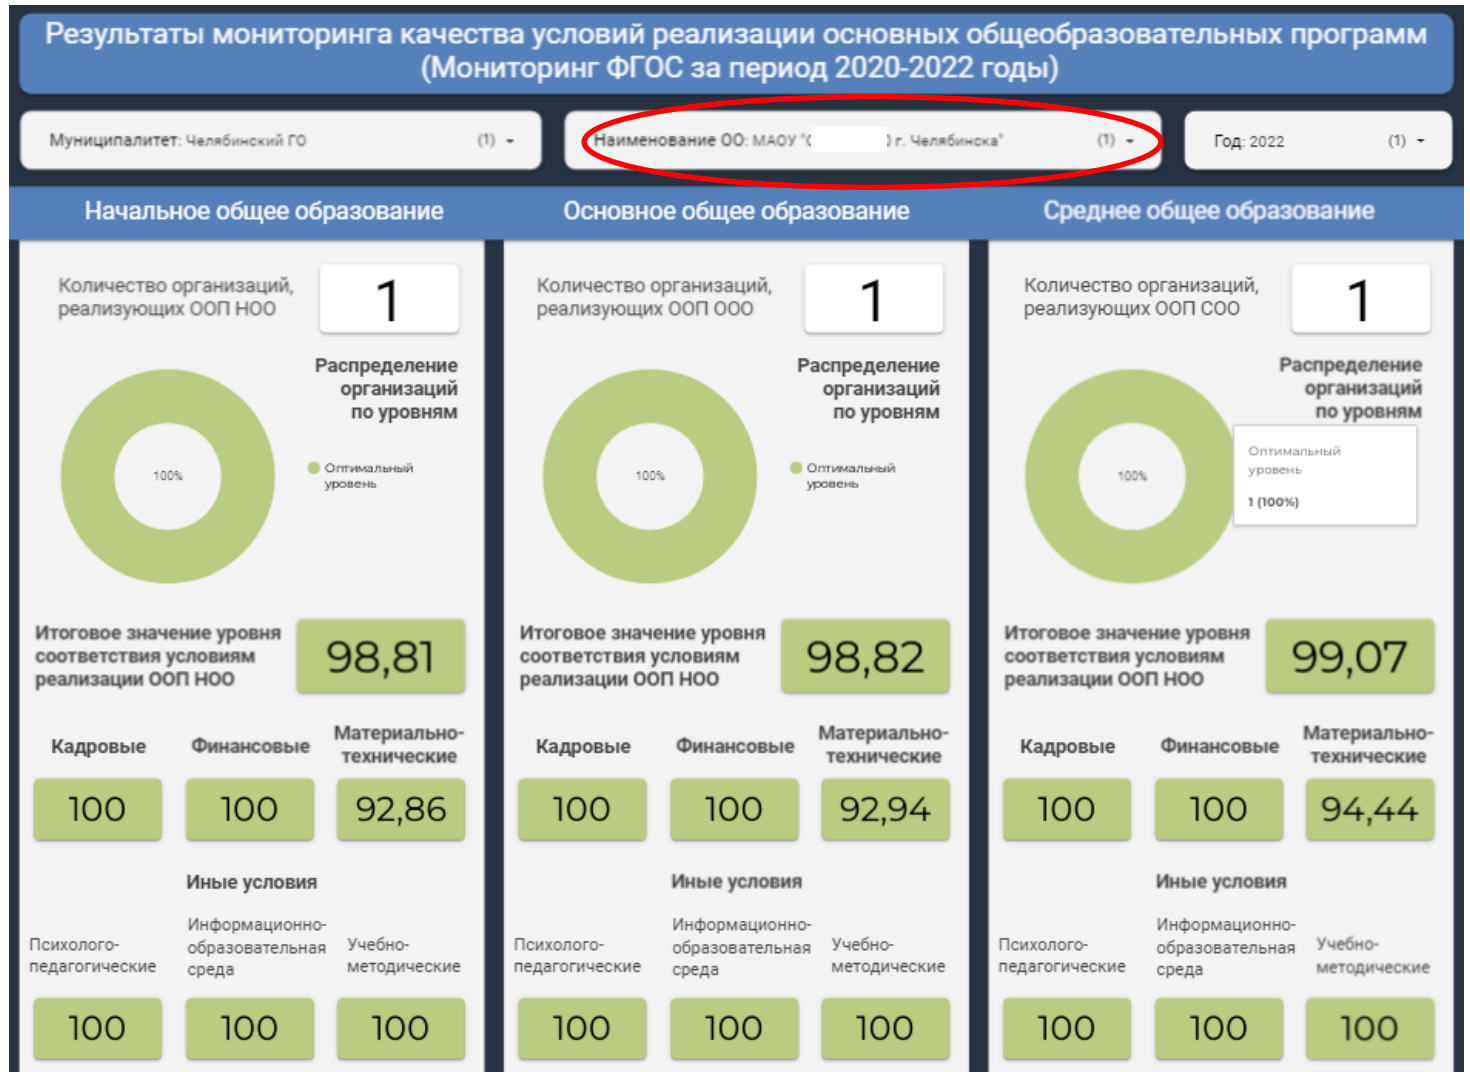 Результаты мониторинга качества условий реализации основных общеобразовательных программ
(Мониторинг ФГОС за период 2020-2022 годы)
Муниципалитет: Челябинский ГО (1)
Наименование ОО: МАОУ "С г. Челябинска" (1)
Год: 2022 (1)
Начальное общее образование
Количество организаций,
реализующих ООП НОО
1
Распределение
организаций
по уровням
100%
Оптимальный
уровень
Итоговое значение уровня
соответствия условиям
реализации ООП НОО
98,81
Кадровые
Финансовые
Материально-
технические
100
100
92,86
Иные условия
Психолого-
педагогические
Информационно-
образовательная
среда
Учебно-
методические
100
100
100
Основное общее образование
Количество организаций,
реализующих ООП ООО
1
Распределение
организаций
по уровням
100%
Оптимальный
уровень
Итоговое значение уровня
соответствия условиям
реализации ООП НОО
98,82
Кадровые
Финансовые
Материально-
технические
100
100
92,94
Иные условия
Психолого-
педагогические
Информационно-
образовательная
среда
Учебно-
методические
100
100
100
Среднее общее образование
Количество организаций,
реализующих ООП СОО
1
Распределение
организаций
по уровням
100%
Оптимальный
уровень
1 (100%)
Итоговое значение уровня
соответствия условиям
реализации ООП НОО
99,07
Кадровые
Финансовые
Материально-
технические
100
100
94,44
Иные условия
Психолого-
педагогические
Информационно-
образовательная
среда
Учебно-
методические
100
100
100